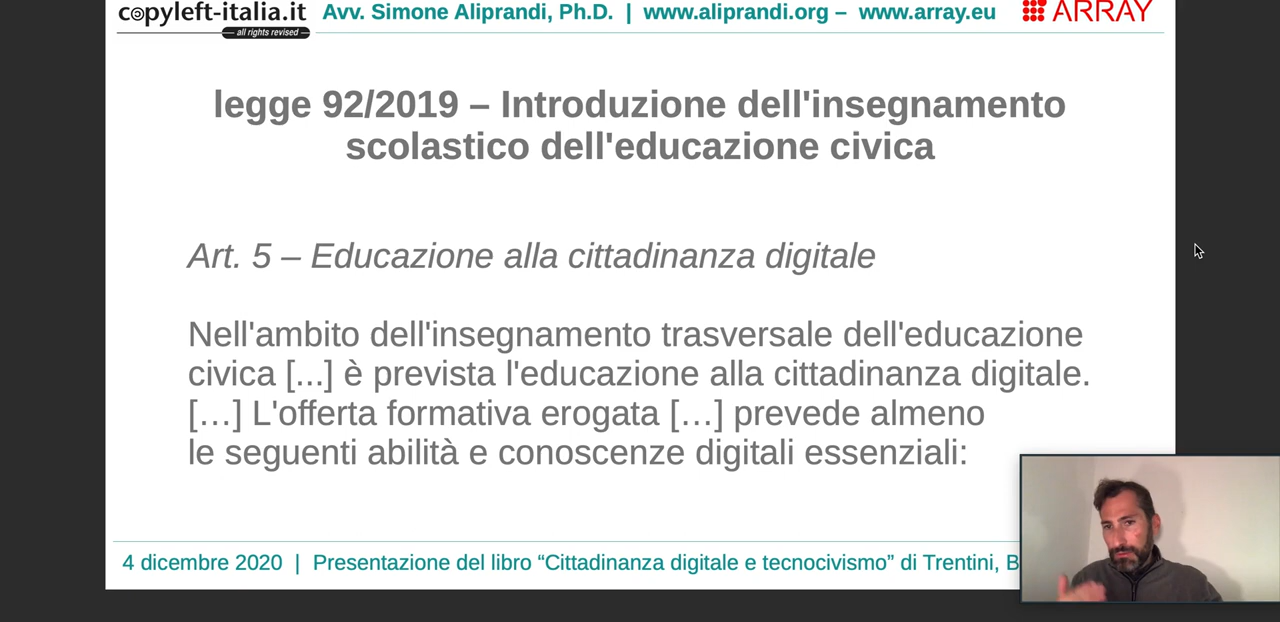 copyleft-italia.it
all rights revised
Avv. Simone Aliprandi, Ph.D. | www.aliprandi.org – www.array.eu
ARRAY
legge 92/2019 – Introduzione dell'insegnamento
scolastico dell'educazione civica
Art. 5 – Educazione alla cittadinanza digitale
Nell'ambito dell'insegnamento trasversale dell'educazione
civica [...] è prevista l'educazione alla cittadinanza digitale.
[…] L'offerta formativa erogata […] prevede almeno
le seguenti abilità e conoscenze digitali essenziali:
4 dicembre 2020 | Presentazione del libro “Cittadinanza digitale e tecnocivismo” di Trentini, B